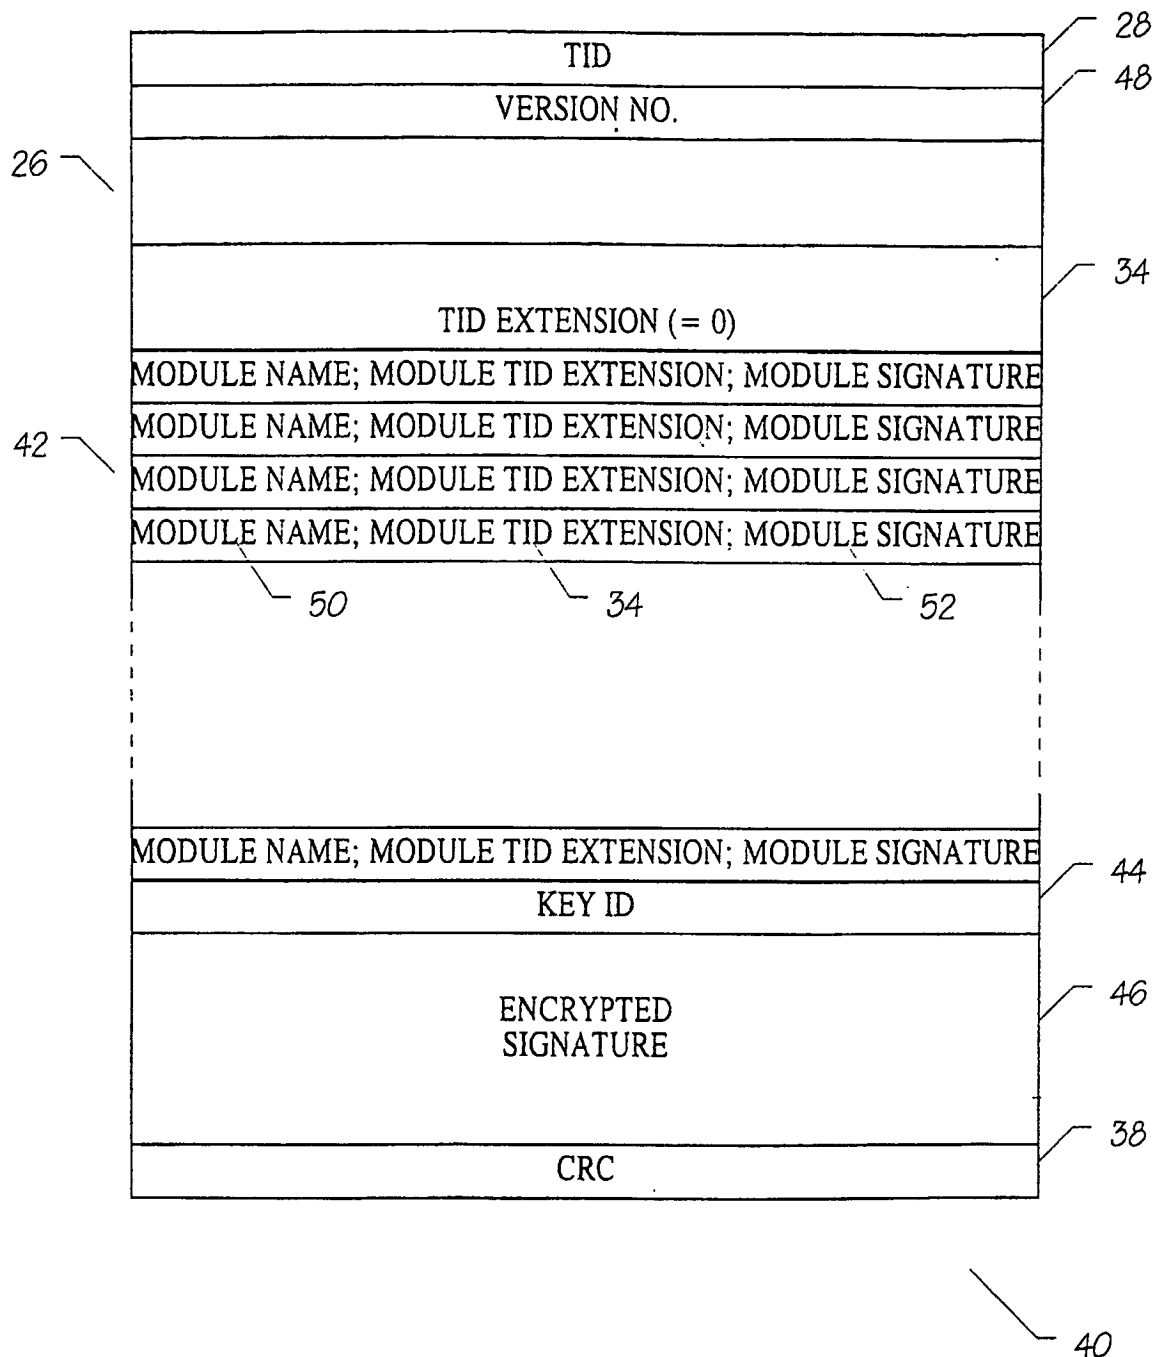 28
TID
48
VERSION NO.
26
34
TID EXTENSION (= 0)
MODULE NAME; MODULE TID EXTENSION; MODULE SIGNATURE
MODULE NAME; MODULE TID EXTENSION; MODULE SIGNATURE
42
MODULE NAME; MODULE TID EXTENSION; MODULE SIGNATURE
MODULE NAME; MODULE TID EXTENSION; MODULE SIGNATURE
50 34 52
MODULE NAME; MODULE TID EXTENSION; MODULE SIGNATURE
44
KEY ID
46
ENCRYPTED
SIGNATURE
38
CRC
40